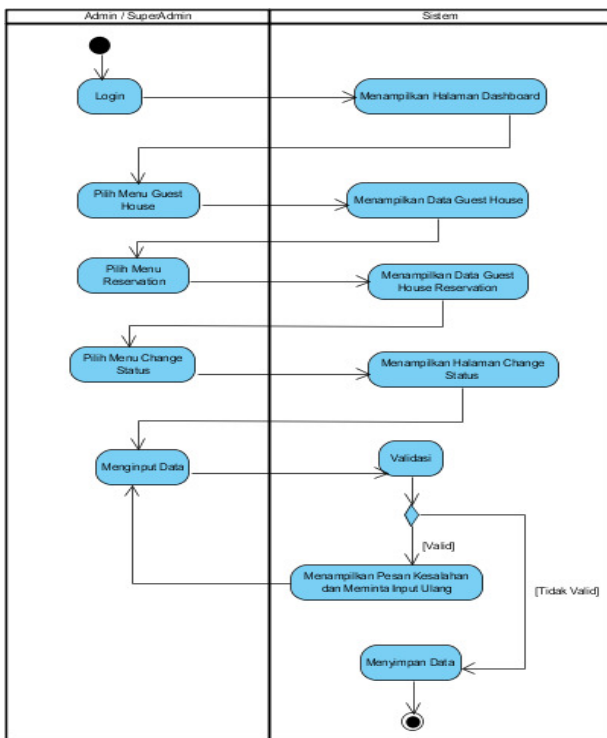 Admin / SuperAdmin
Sistem
Login
Menampilkan Halaman Dashboard
Pilih Menu Guest
House
Menampilkan Data Guest House
Pilih Menu
Reservation
Menampilkan Data Guest
House Reservation
Pilih Menu Change
Status
Menampilkan Halaman Change
Status
Menginput Data
Validasi
[Valid]
Menampilkan Pesan Kesalahan
dan Meminta Input Ulang
[Tidak Valid]
Menyimpan Data